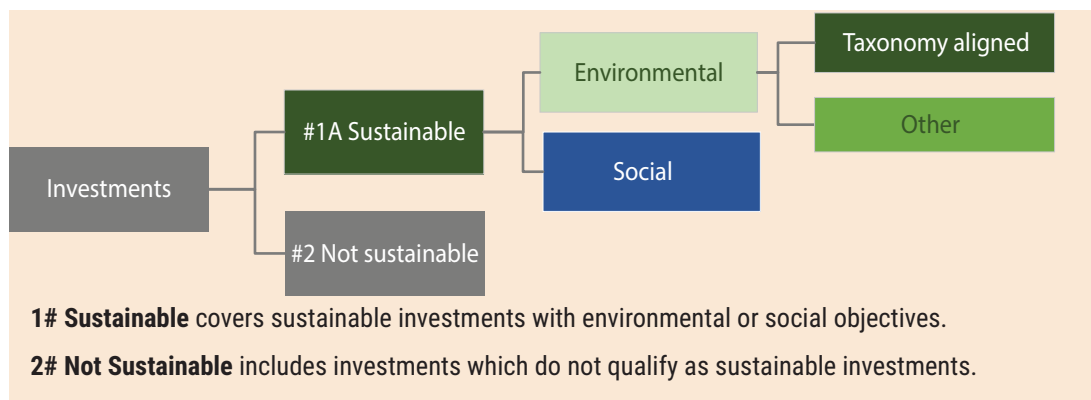 Taxonomy aligned
Environmental
Other
#1A Sustainable
Social
Investments
#2 Not sustainable
1# Sustainable covers sustainable investments with environmental or social objectives.
2# Not Sustainable includes investments which do not qualify as sustainable investments.